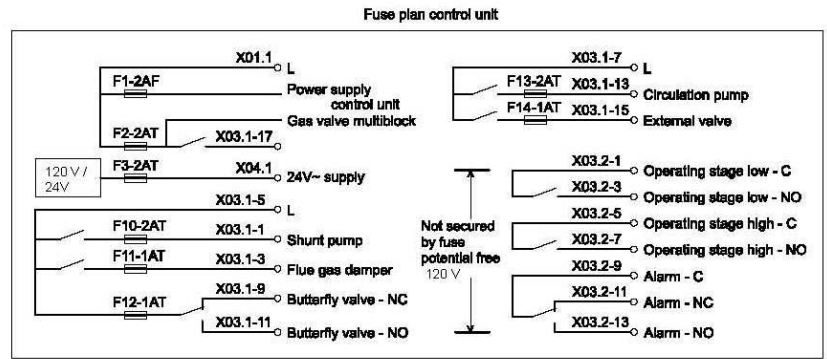 Fuse plan control unit
X01.1
L
F1-2AF
Power supply
control unit
Gas valve multiblock
F2-2AT
X03.1-17
120 V /
24V
F3-2AT
X04.1
24V~ supply
X03.1-5
L
F10-2AT
X03.1-1
Shunt pump
F11-1AT
X03.1-3
Flue gas damper
F12-1AT
X03.1-9
Butterfly valve - NC
X03.1-11
Butterfly valve - NO
X03.1-7
L
F13-2AT
X03.1-13
Circulation pump
F14-1AT
X03.1-15
External valve
Not secured
by fuse
potential free
120 V
X03.2-1
Operating stage low - C
X03.2-3
Operating stage low - NO
X03.2-5
Operating stage high - C
X03.2-7
Operating stage high - NO
X03.2-9
Alarm - C
X03.2-11
Alarm - NC
X03.2-13
Alarm - NO